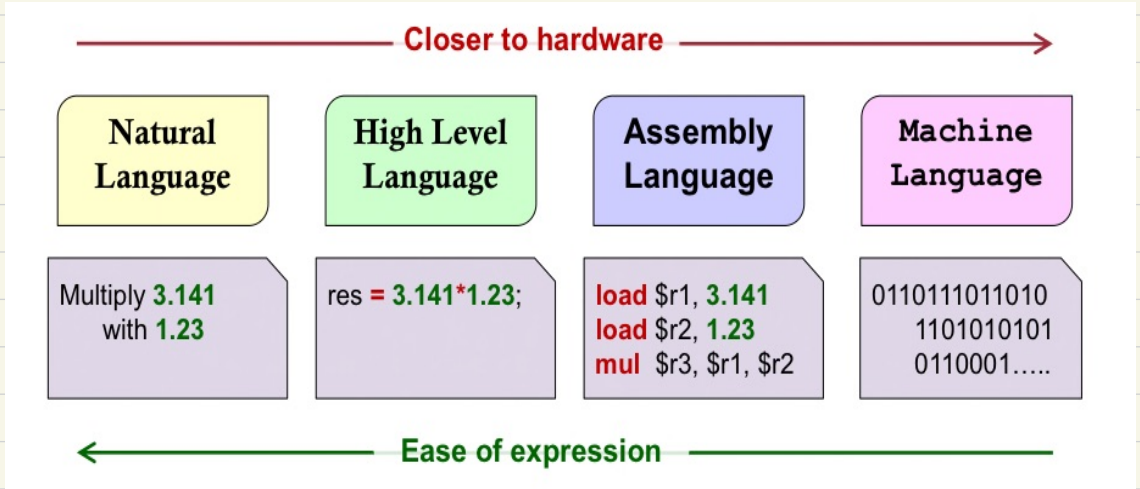 Closer to hardware
Natural
Language
High Level
Language
Assembly
Language
Machine
Language
Multiply 3.141
with 1.23
res = 3.141*1.23;
load $r1, 3.141
load $r2, 1.23
mul $r3, $r1, $r2
0110111011010
1101010101
0110001…..
Ease of expression